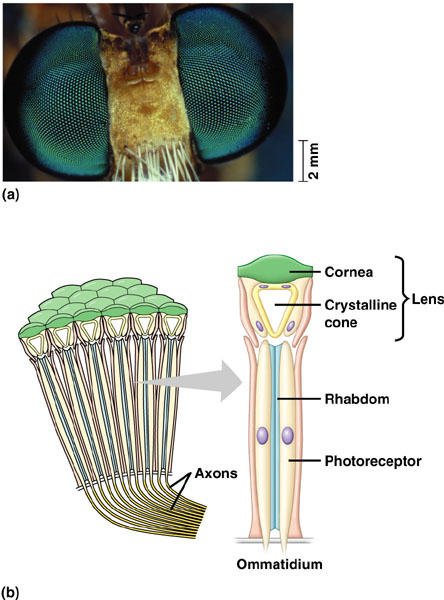 2 mm
(a)
Cornea
Crystalline
cone
Lens
Rhabdom
Photoreceptor
Axons
Ommatidium
(b)